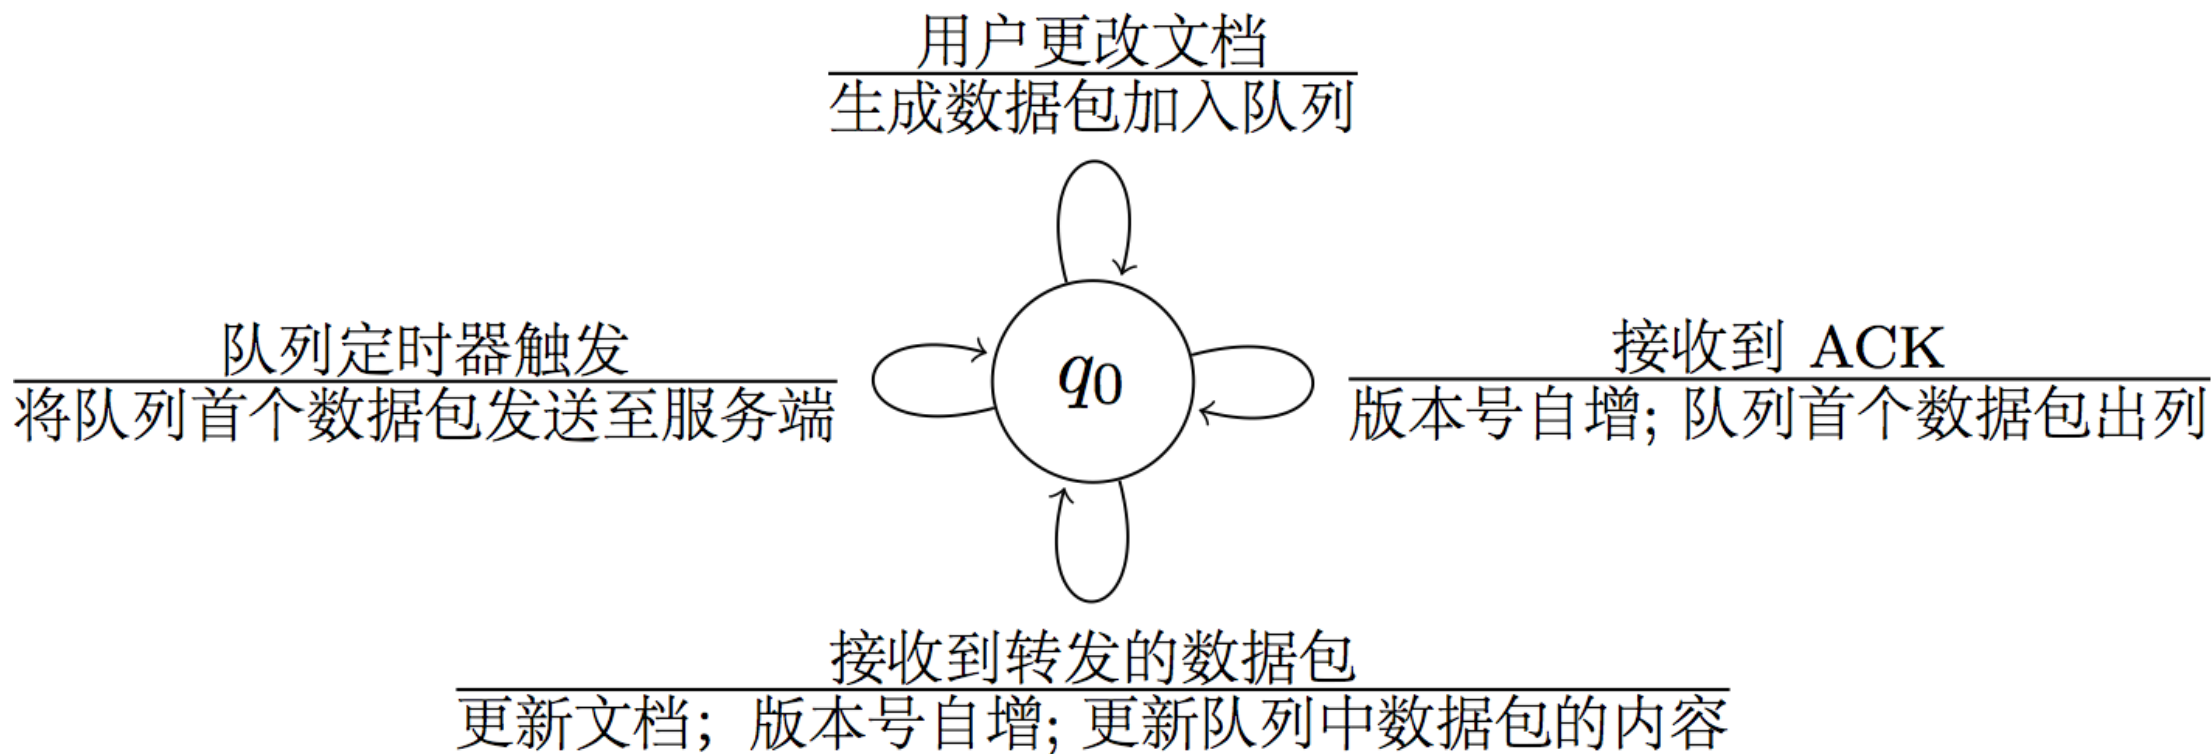 用户更改文档
生成数据包加入队列
队列定时器触发
将队列首个数据包发送至服务端
q0
接收到 ACK
版本号自增; 队列首个数据包出列
接收到转发的数据包
更新文档; 版本号自增; 更新队列中数据包的内容